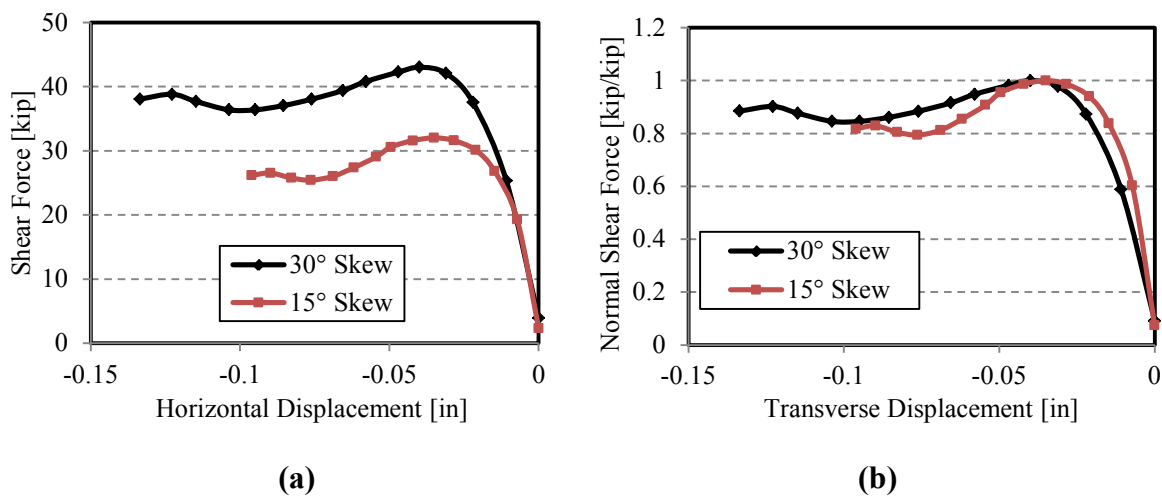 50
40
30
20
10
0
Shear Force [kip]
30° Skew
15° Skew
-0.15
-0.1
-0.05
0
Horizontal Displacement [in]
(a)
1.2
1
0.8
0.6
0.4
0.2
0
Normal Shear Force [kip/kip]
30° Skew
15° Skew
-0.15
-0.1
-0.05
0
Transverse Displacement [in]
(b)